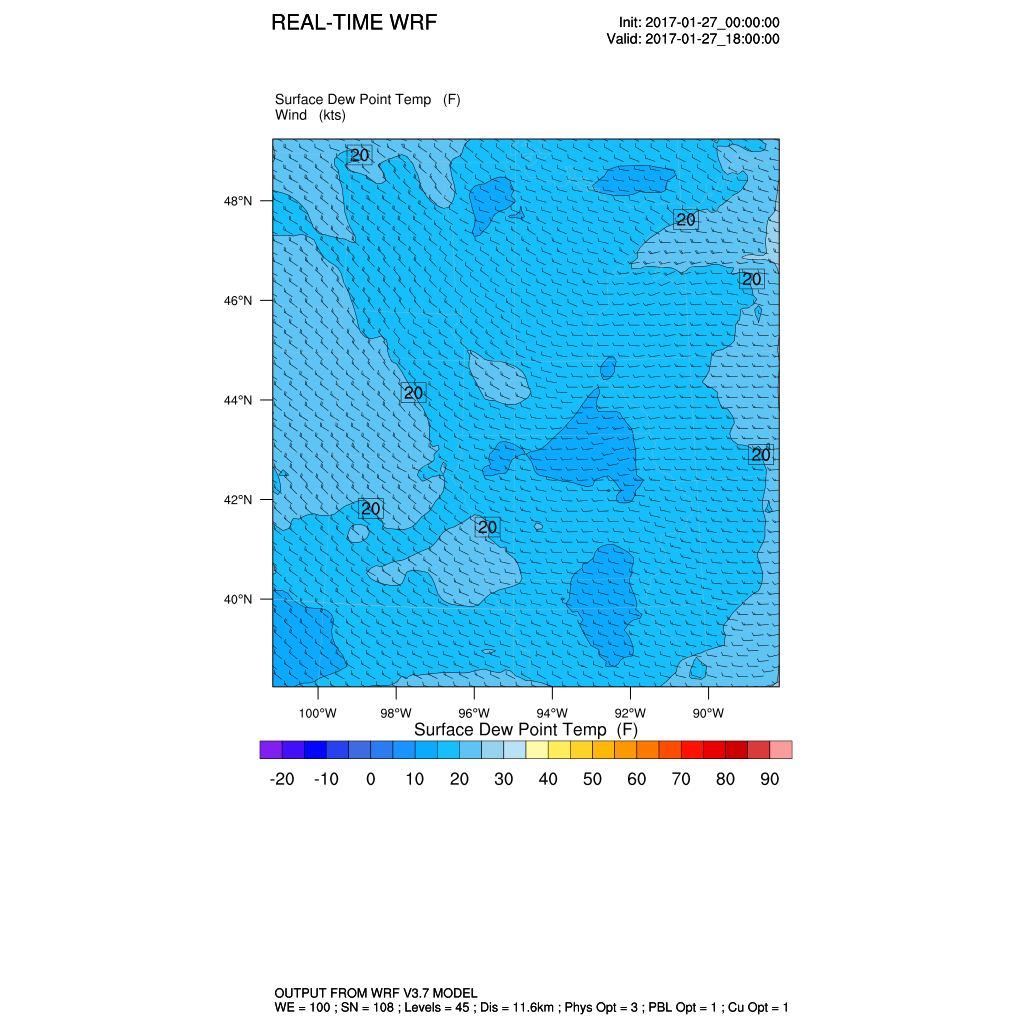 REAL-TIME WRF
Init: 2017-01-27_00:00:00
Valid: 2017-01-27_18:00:00
Surface Dew Point Temp (F)
Wind (kts)
20
48°N
20
20
46°N
20
44°N
20
42°N
20
20
40°N
100°W 98°W 96°W 94°W 92°W 90°W
Surface Dew Point Temp (F)
-20 -10 0 10 20 30 40 50 60 70 80 90
OUTPUT FROM WRF V3.7 MODEL
WE = 100 ; SN = 108 ; Levels = 45 ; Dis = 11.6km ; Phys Opt = 3 ; PBL Opt = 1 ; Cu Opt = 1